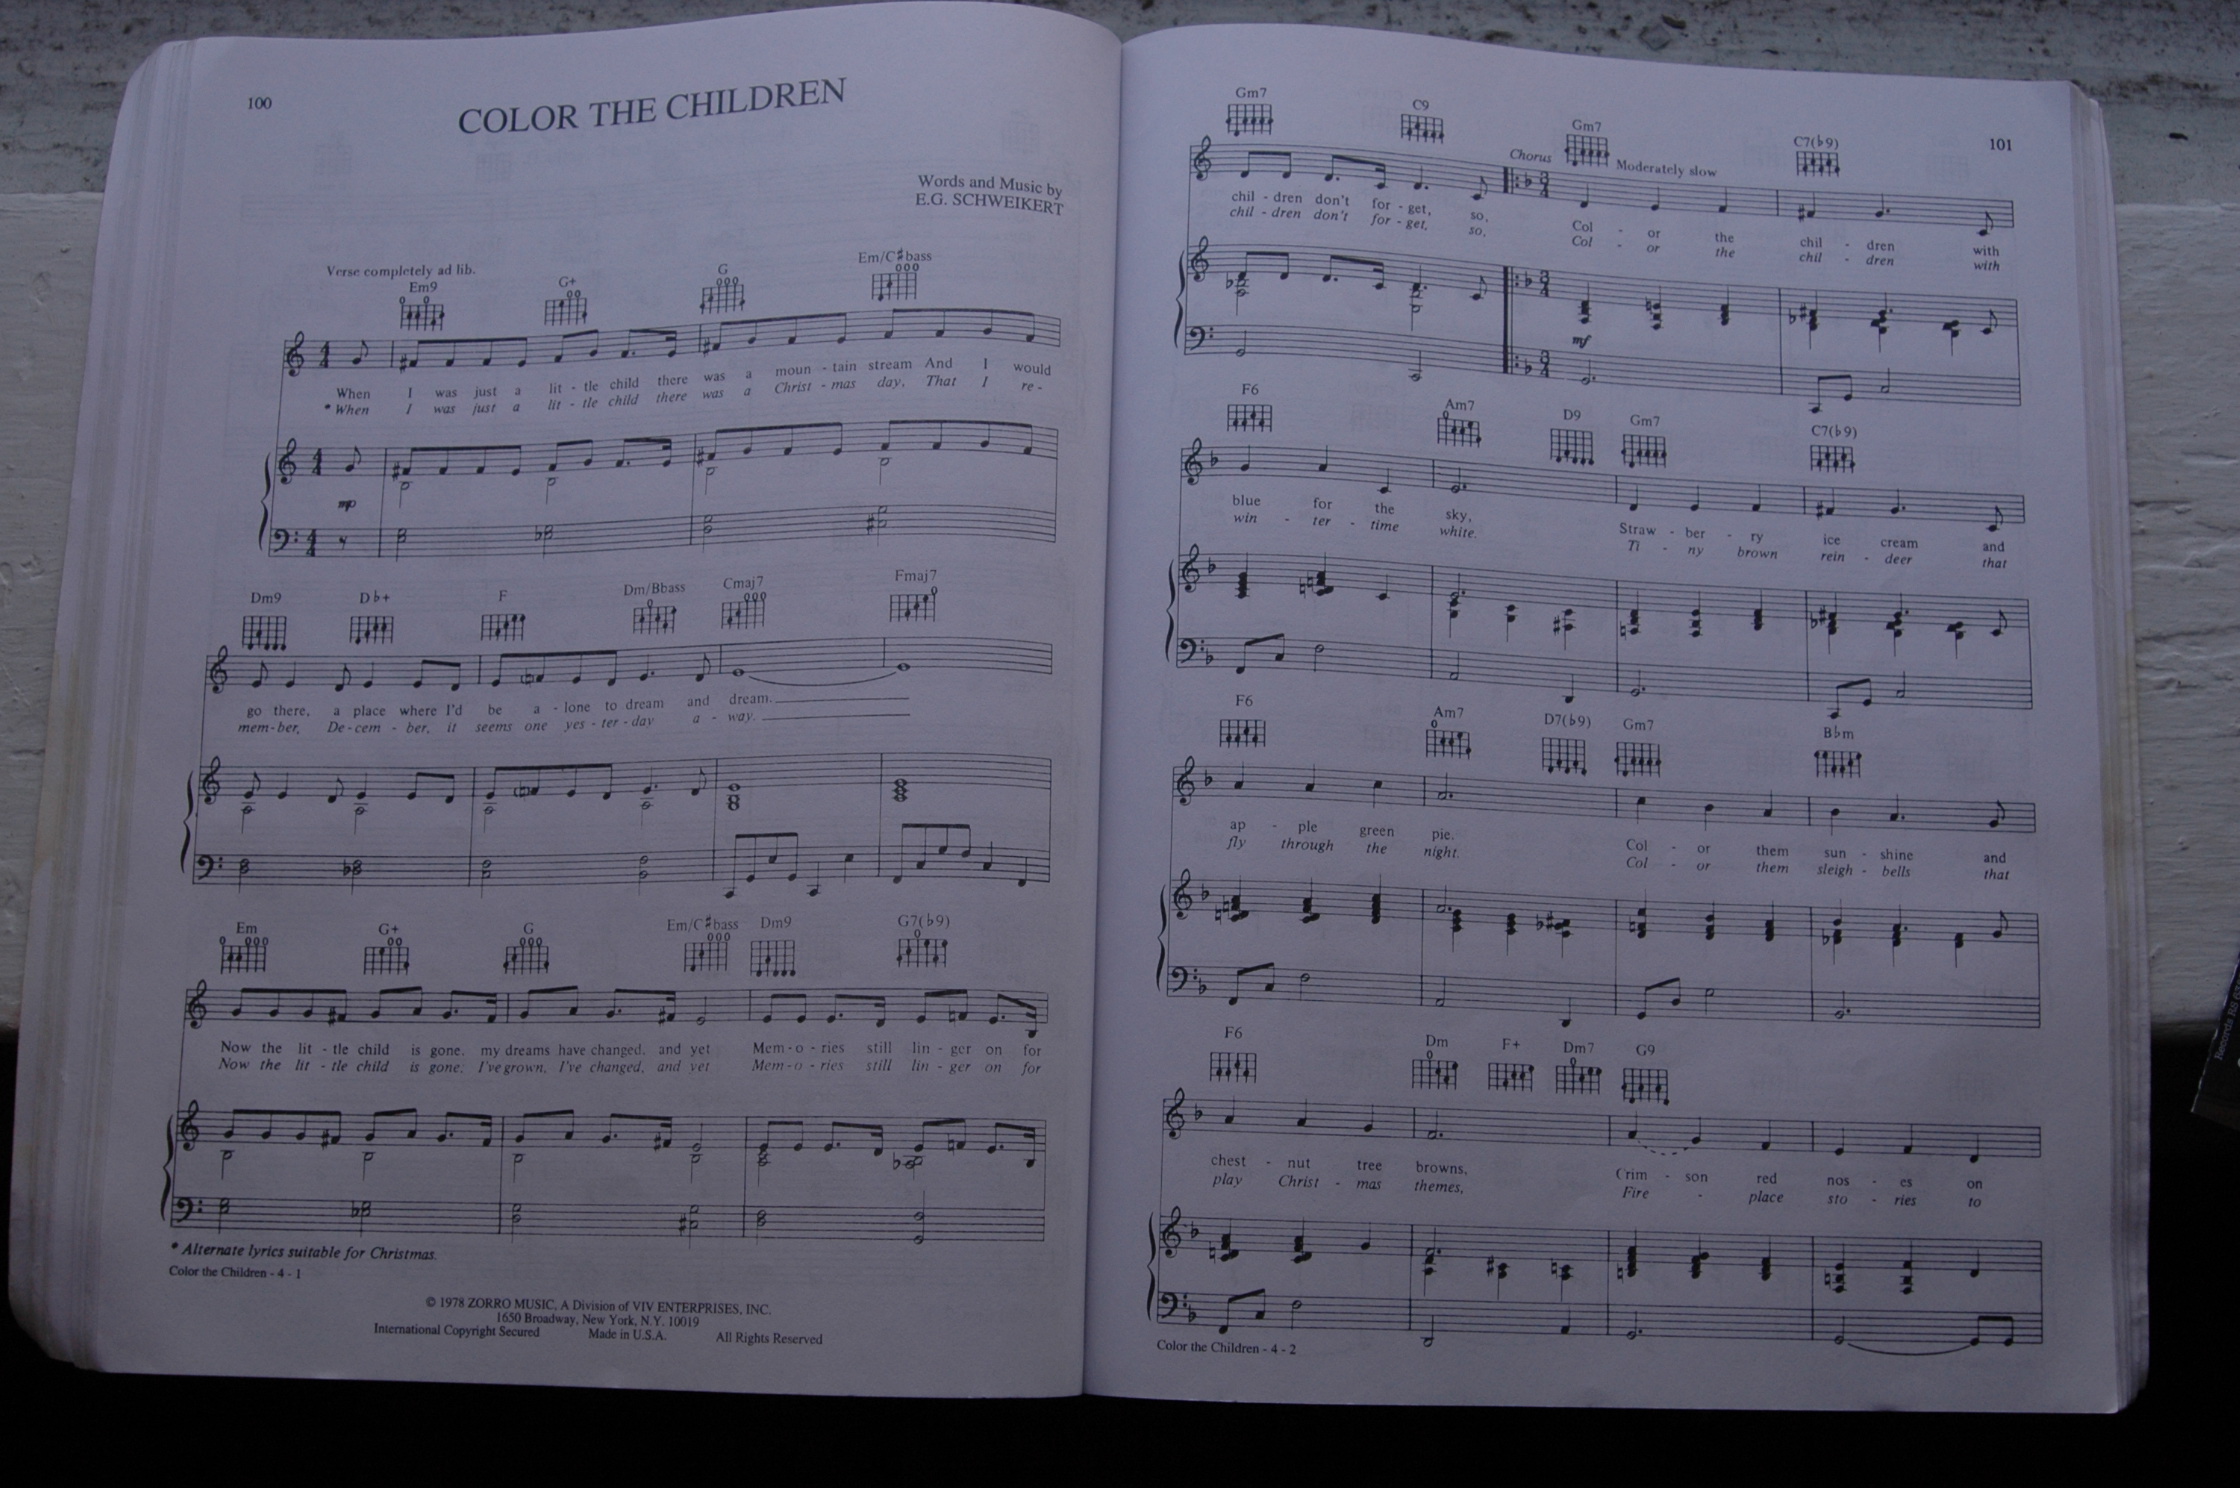 100
COLOR THE CHILDREN
Words and Music by
E.G. SCHWEIKERT
Verse completely ad lib.
Em9 G+ G Em/C♯bass
When I was just a lit - tle child there was a moun - tain stream And I would
* When I was just a lit - tle child there was a Christ - mas day, That I re -
mp
Dm9 D♭+ F Dm/Bbass Cmaj7 Fmaj7
go there, a place where I'd be a - lone to dream and dream.
mem - ber, De - cem - ber, it seems one yes - ter - day a - way.
Em G+ G Em/C♯bass Dm9 G7(♭9)
Now the lit - tle child is gone, my dreams have changed, and yet Mem - o - ries still lin - ger on for
Now the lit - tle child is gone; I've grown, I've changed, and yet Mem - o - ries still lin - ger on for
* Alternate lyrics suitable for Christmas.
Color the Children - 4 - 1
© 1978 ZORRO MUSIC, A Division of VIV ENTERPRISES, INC.
1650 Broadway, New York, N.Y. 10019
International Copyright Secured Made in U.S.A. All Rights Reserved
101
Gm7 C9 Chorus Gm7 Moderately slow C7(♭9)
chil - dren don't for - get, so, Col - or the chil - dren with
chil - dren don't for - get, so, Col - or the chil - dren with
mf
F6 Am7 D9 Gm7 C7(♭9)
blue for the sky, Straw - ber - ry ice cream and
win - ter - time white. Ti - ny brown rein - deer that
F6 Am7 D7(♭9) Gm7 B♭m
ap - ple green pie. Col - or them sun - shine and
fly through the night. Col - or them sleigh - bells that
F6 Dm F+ Dm7 G9
chest - nut tree browns, Crim - son red nos - es on
play Christ - mas themes, Fire - place sto - ries to
Color the Children - 4 - 2